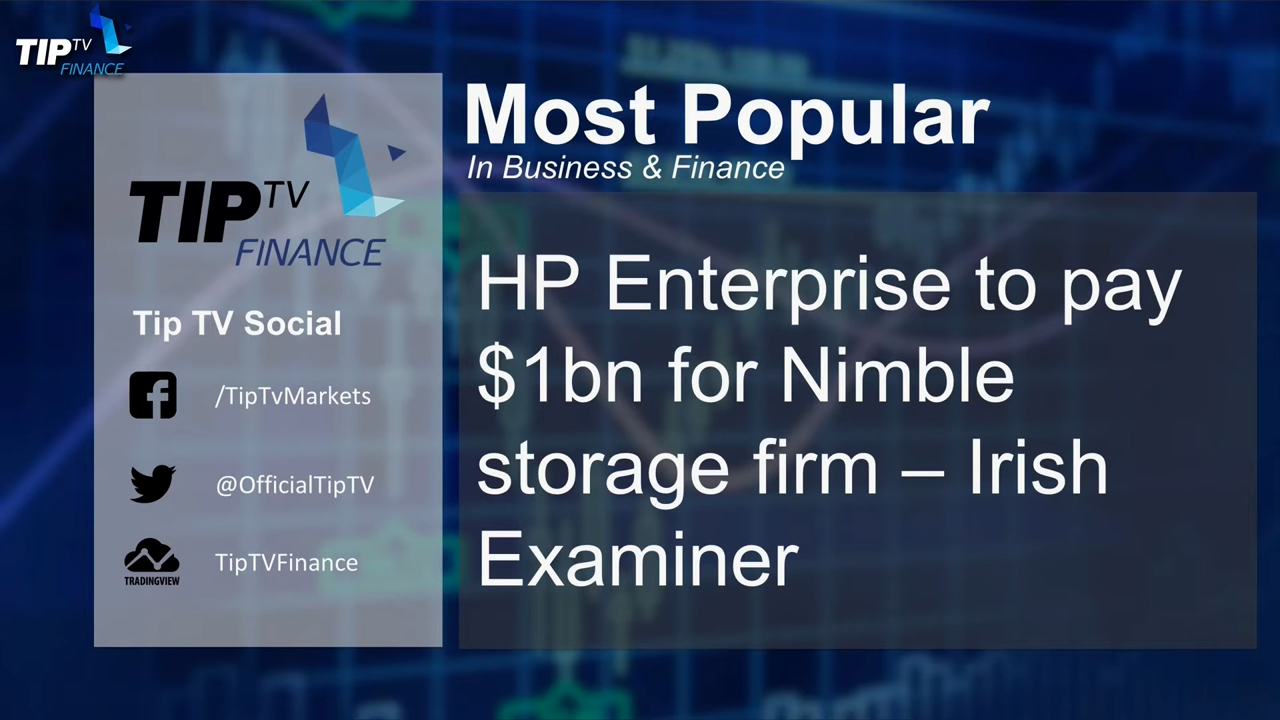 TIP TV
FINANCE
TIP TV
FINANCE
Tip TV Social
/TipTvMarkets
@OfficialTipTV
TRADINGVIEW
TipTVFinance
Most Popular
In Business & Finance
HP Enterprise to pay
$1bn for Nimble
storage firm – Irish
Examiner